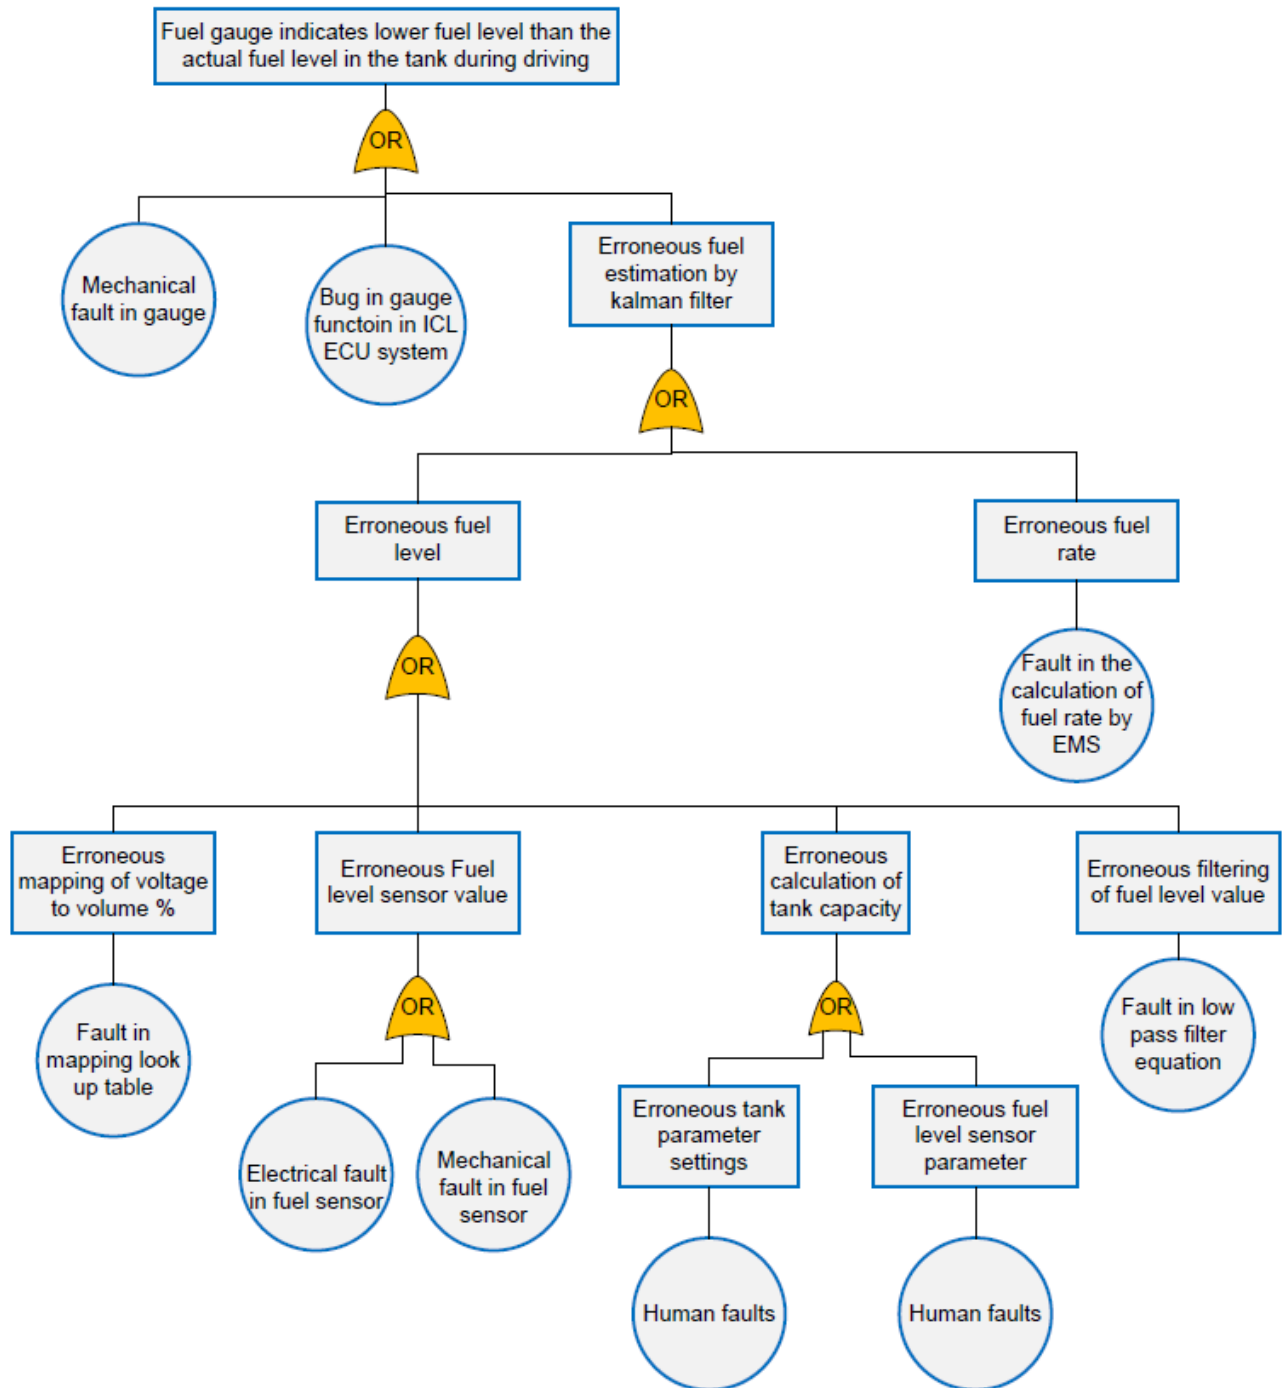 Fuel gauge indicates lower fuel level than the
actual fuel level in the tank during driving
OR
Mechanical
fault in gauge
Bug in gauge
functoin in ICL
ECU system
Erroneous fuel
estimation by
kalman filter
OR
Erroneous fuel
level
Erroneous fuel
rate
OR
Fault in the
calculation of
fuel rate by
EMS
Erroneous
mapping of voltage
to volume %
Erroneous Fuel
level sensor value
Erroneous
calculation of
tank capacity
Erroneous filtering
of fuel level value
Fault in
mapping look
up table
OR
OR
Fault in low
pass filter
equation
Electrical fault
in fuel sensor
Mechanical
fault in fuel
sensor
Erroneous tank
parameter
settings
Erroneous fuel
level sensor
parameter
Human faults
Human faults